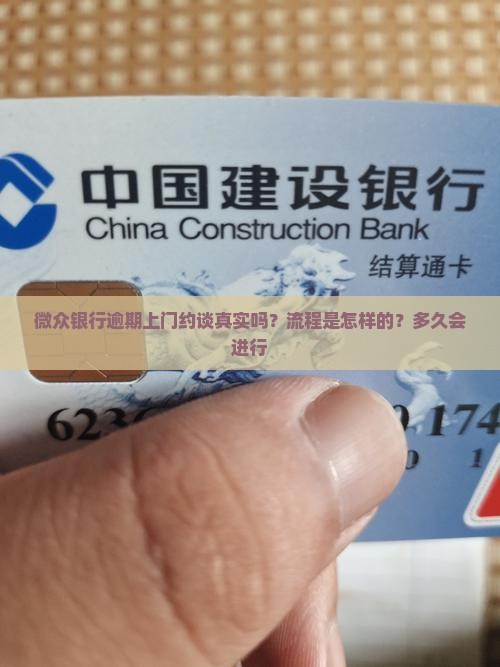 中国建设银行
China Construction Bank
结算通卡
微众银行逾期上门约谈真实吗？流程是怎样的？多久会
进行
623
174
0 1